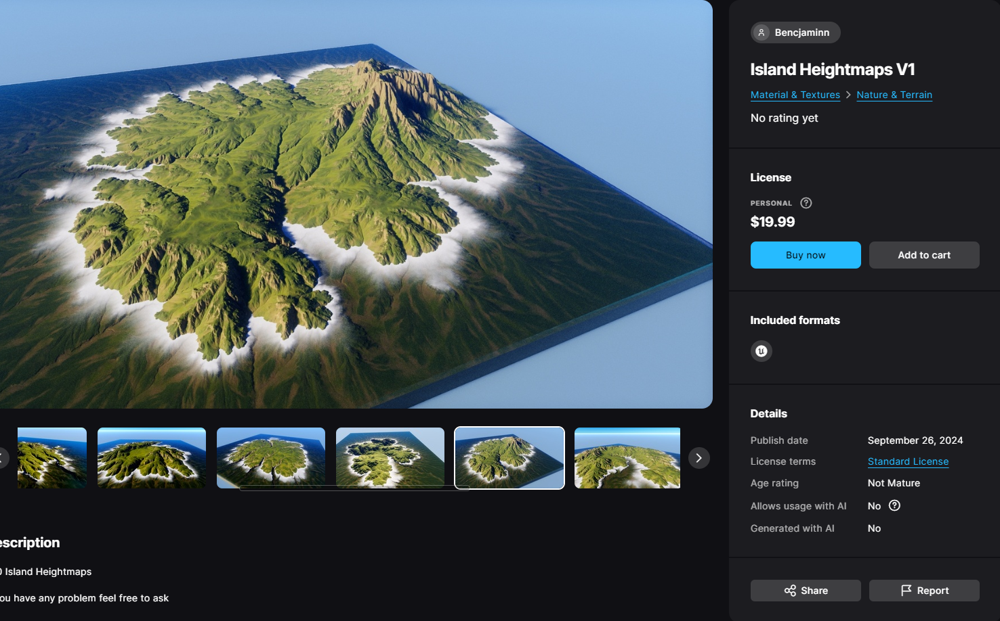 Bencjaminn
Island Heightmaps V1
Material & Textures > Nature & Terrain
No rating yet
License
PERSONAL ?
$19.99
Buy now
Add to cart
Included formats
Details
Publish date September 26, 2024
License terms Standard License
Age rating Not Mature
Allows usage with AI No ?
Generated with AI No
Share
Report
escription
Island Heightmaps
ou have any problem feel free to ask